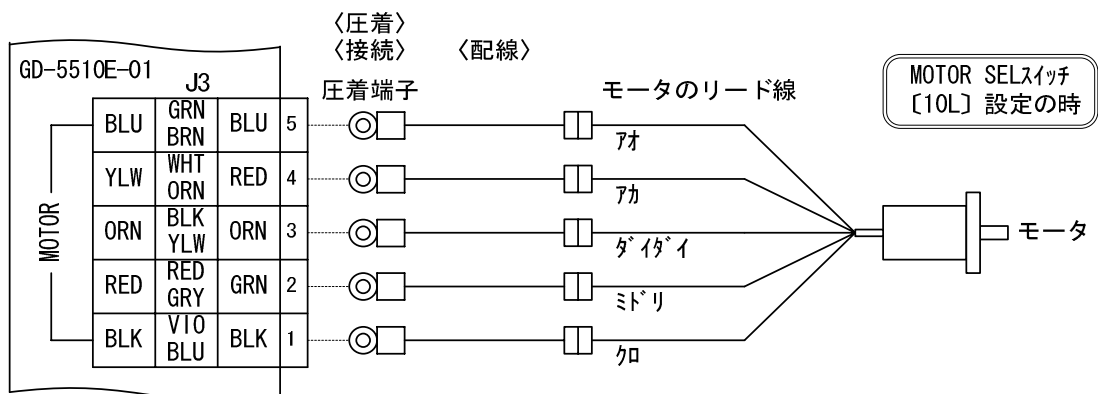 〈圧着〉
〈接続〉 〈配線〉
GD-5510E-01
J3
圧着端子
モータのリード線
MOTOR SELスイッチ
〔10L〕設定の時
BLU GRN BRN BLU 5
アオ
YLW WHT ORN RED 4
アカ
MOTOR
ORN BLK YLW ORN 3
ダイダイ
モータ
RED RED GRY GRN 2
ミドリ
BLK VIO BLU BLK 1
クロ